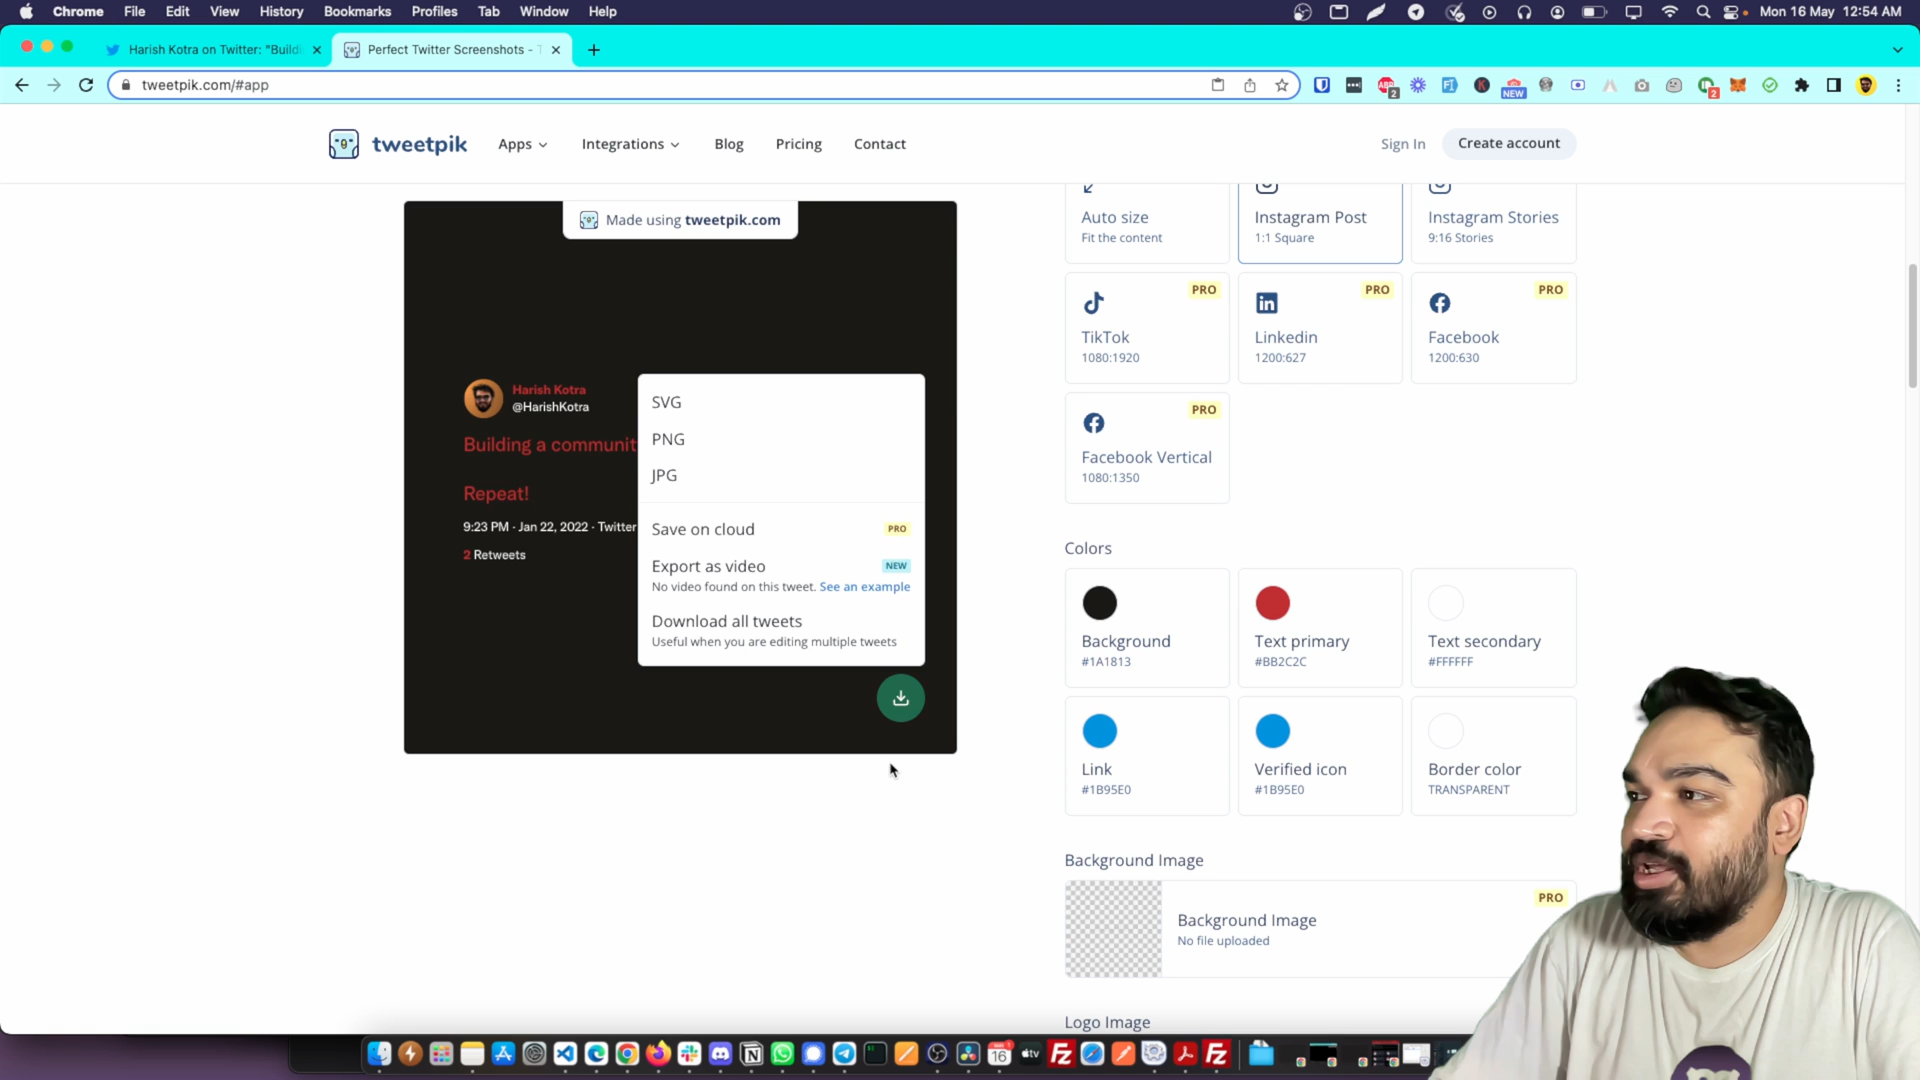 Chrome File Edit View History Bookmarks Profiles Tab Window Help
Mon 16 May 12:54 AM
Harish Kotra on Twitter: "Buildi
Perfect Twitter Screenshots - T
tweetpik.com/#app
2
NEW
2
tweetpik
Apps
Integrations
Blog
Pricing
Contact
Sign In
Create account
Made using tweetpik.com
Harish Kotra
@HarishKotra
Building a communit
Repeat!
9:23 PM · Jan 22, 2022 · Twitter
2 Retweets
SVG
PNG
JPG
Save on cloud
PRO
Export as video
NEW
No video found on this tweet. See an example
Download all tweets
Useful when you are editing multiple tweets
Auto size
Fit the content
Instagram Post
1:1 Square
Instagram Stories
9:16 Stories
PRO
TikTok
1080:1920
PRO
Linkedin
1200:627
PRO
Facebook
1200:630
PRO
Facebook Vertical
1080:1350
Colors
Background
#1A1813
Text primary
#BB2C2C
Text secondary
#FFFFFF
Link
#1B95E0
Verified icon
#1B95E0
Border color
TRANSPARENT
Background Image
PRO
Background Image
No file uploaded
Logo Image
16
tv